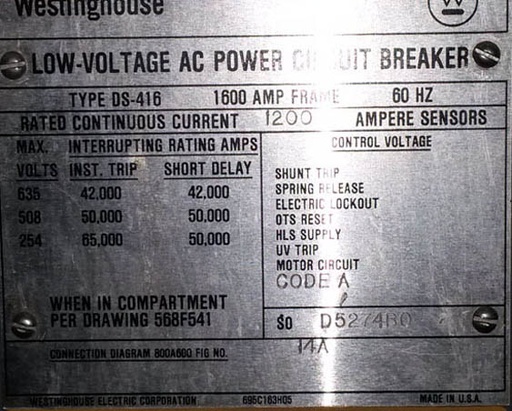 Westinghouse
W
LOW-VOLTAGE AC POWER CIRCUIT BREAKER
TYPE DS-416 1600 AMP FRAME 60 HZ
RATED CONTINUOUS CURRENT 1200 AMPERE SENSORS
MAX. INTERRUPTING RATING AMPS
VOLTS INST. TRIP SHORT DELAY
635 42,000 42,000
508 50,000 50,000
254 65,000 50,000
WHEN IN COMPARTMENT
PER DRAWING 568F541
CONTROL VOLTAGE
SHUNT TRIP
SPRING RELEASE
ELECTRIC LOCKOUT
OTS RESET
HLS SUPPLY
UV TRIP
MOTOR CIRCUIT
CODE A
SO
CONNECTION DIAGRAM 800A600 FIG NO. 14A
WESTINGHOUSE ELECTRIC CORPORATION 695C163H05 MADE IN U.S.A.